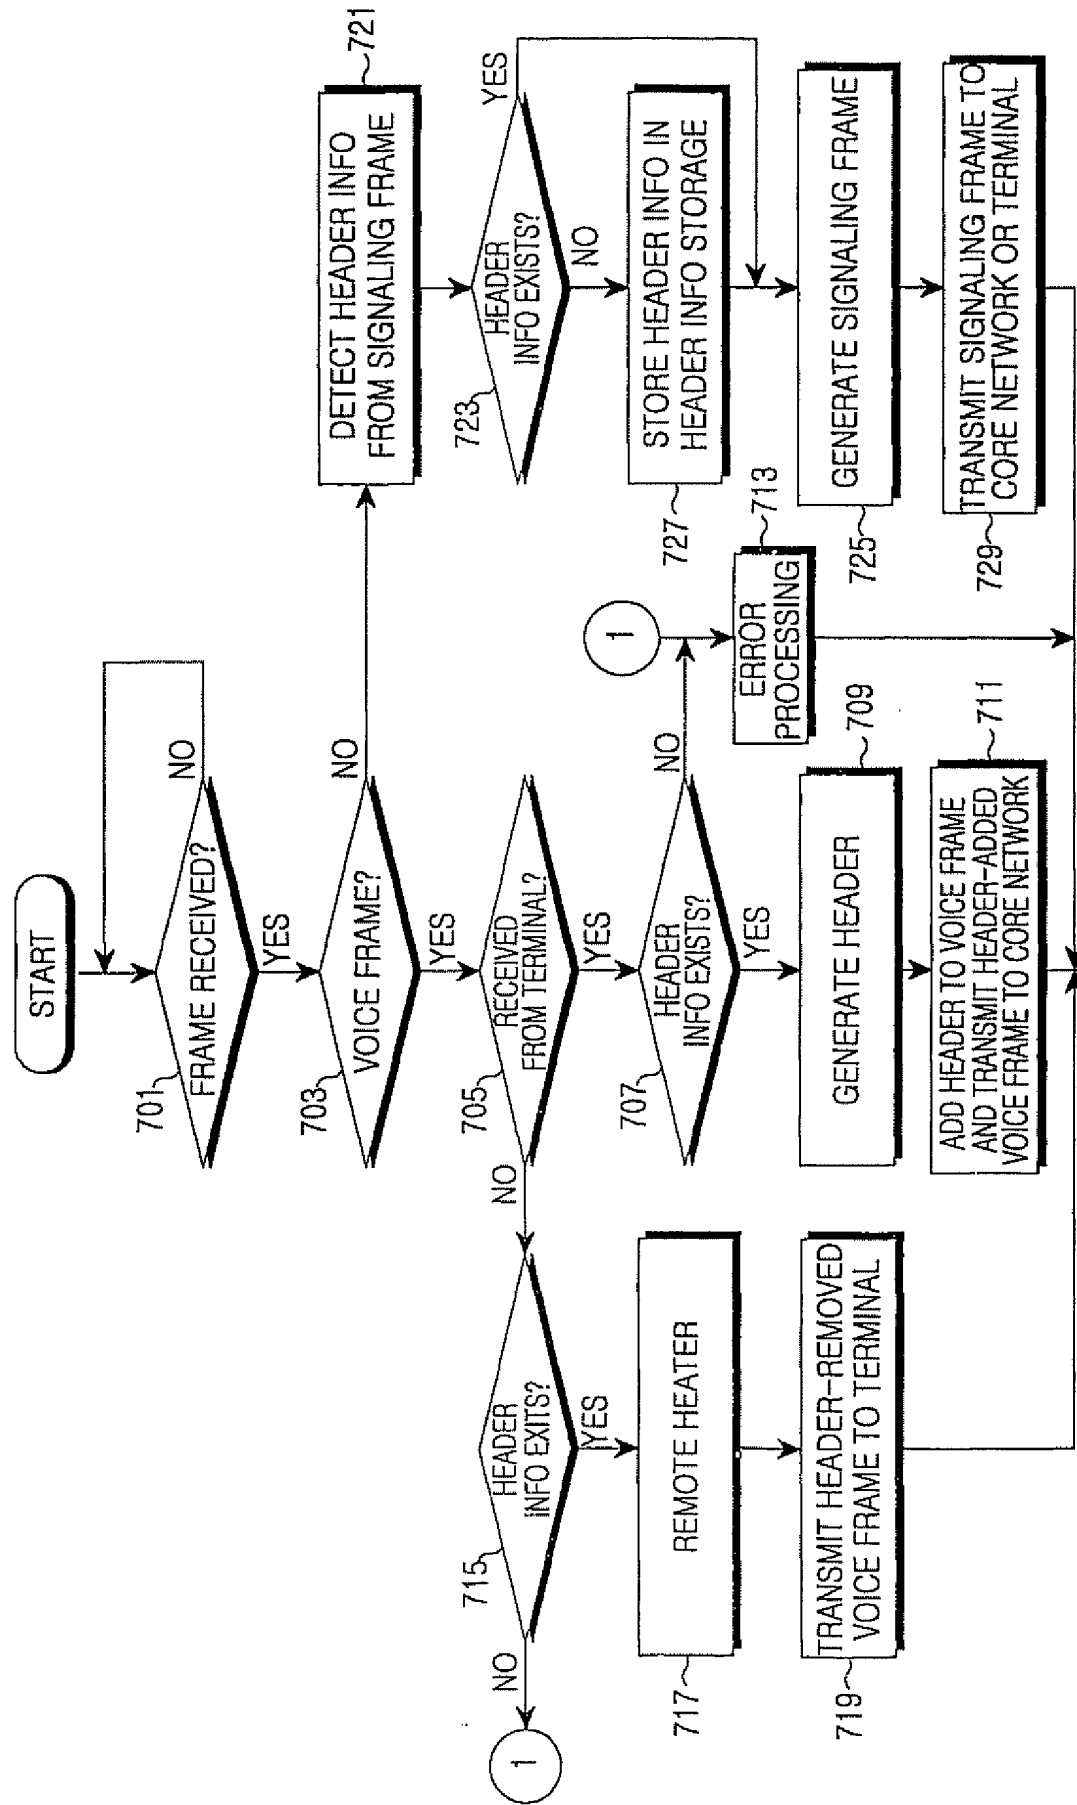 START
FRAME RECEIVED?
701
NO
YES
VOICE FRAME?
703
NO
YES
RECEIVED
FROM TERMINAL?
705
NO
YES
HEADER
INFO EXISTS?
707
NO
YES
GENERATE HEADER
709
ADD HEADER TO VOICE FRAME
AND TRANSMIT HEADER-ADDED
VOICE FRAME TO CORE NETWORK
711
1
ERROR
PROCESSING
713
HEADER
INFO EXITS?
715
NO
1
YES
REMOTE HEATER
717
TRANSMIT HEADER-REMOVED
VOICE FRAME TO TERMINAL
719
DETECT HEADER INFO
FROM SIGNALING FRAME
721
HEADER
INFO EXISTS?
723
YES
NO
STORE HEADER INFO IN
HEADER INFO STORAGE
727
GENERATE SIGNALING FRAME
725
TRANSMIT SIGNALING FRAME TO
CORE NETWORK OR TERMINAL
729